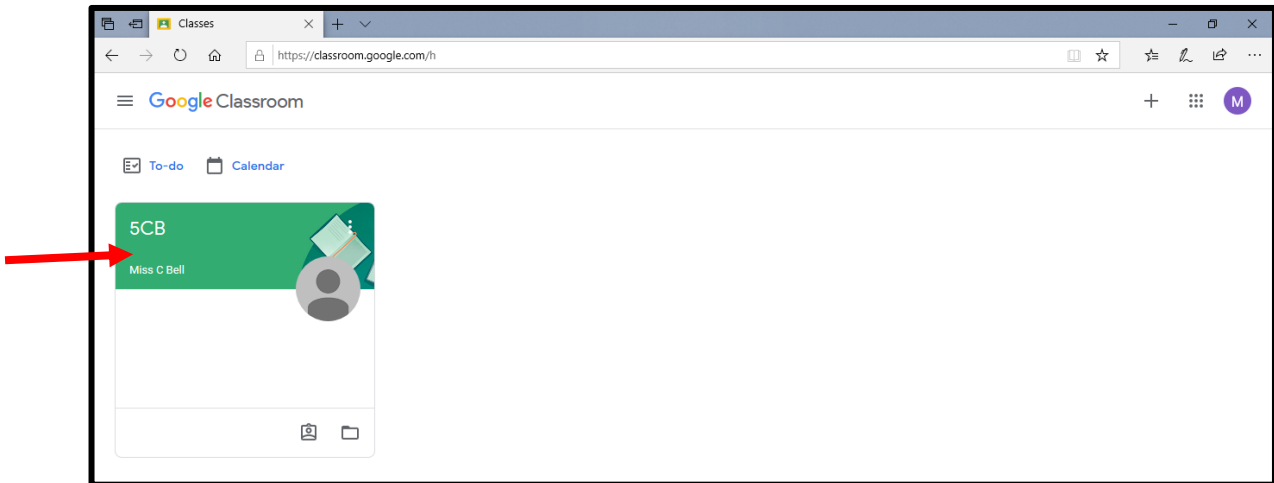 Classes
https://classroom.google.com/h
Google Classroom
M
To-do Calendar
5CB
Miss C Bell